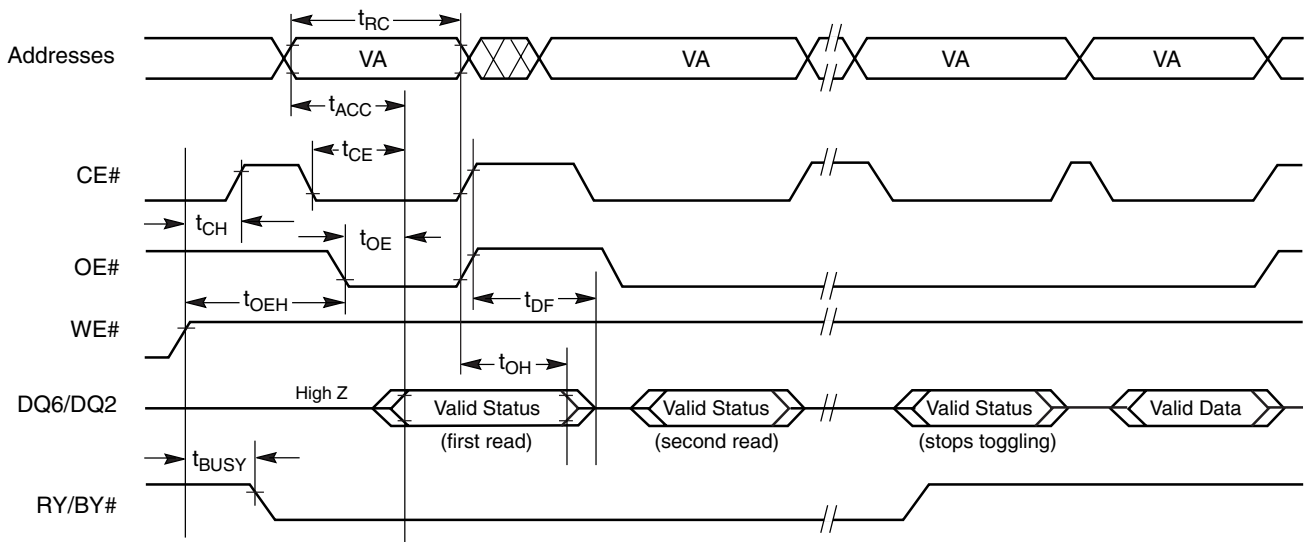 tRC
Addresses VA VA VA VA
tACC
tCE
CE#
tCH
tOE
OE#
tOEH
tDF
WE#
tOH
High Z
DQ6/DQ2 Valid Status Valid Status Valid Status Valid Data
(first read) (second read) (stops toggling)
tBUSY
RY/BY#